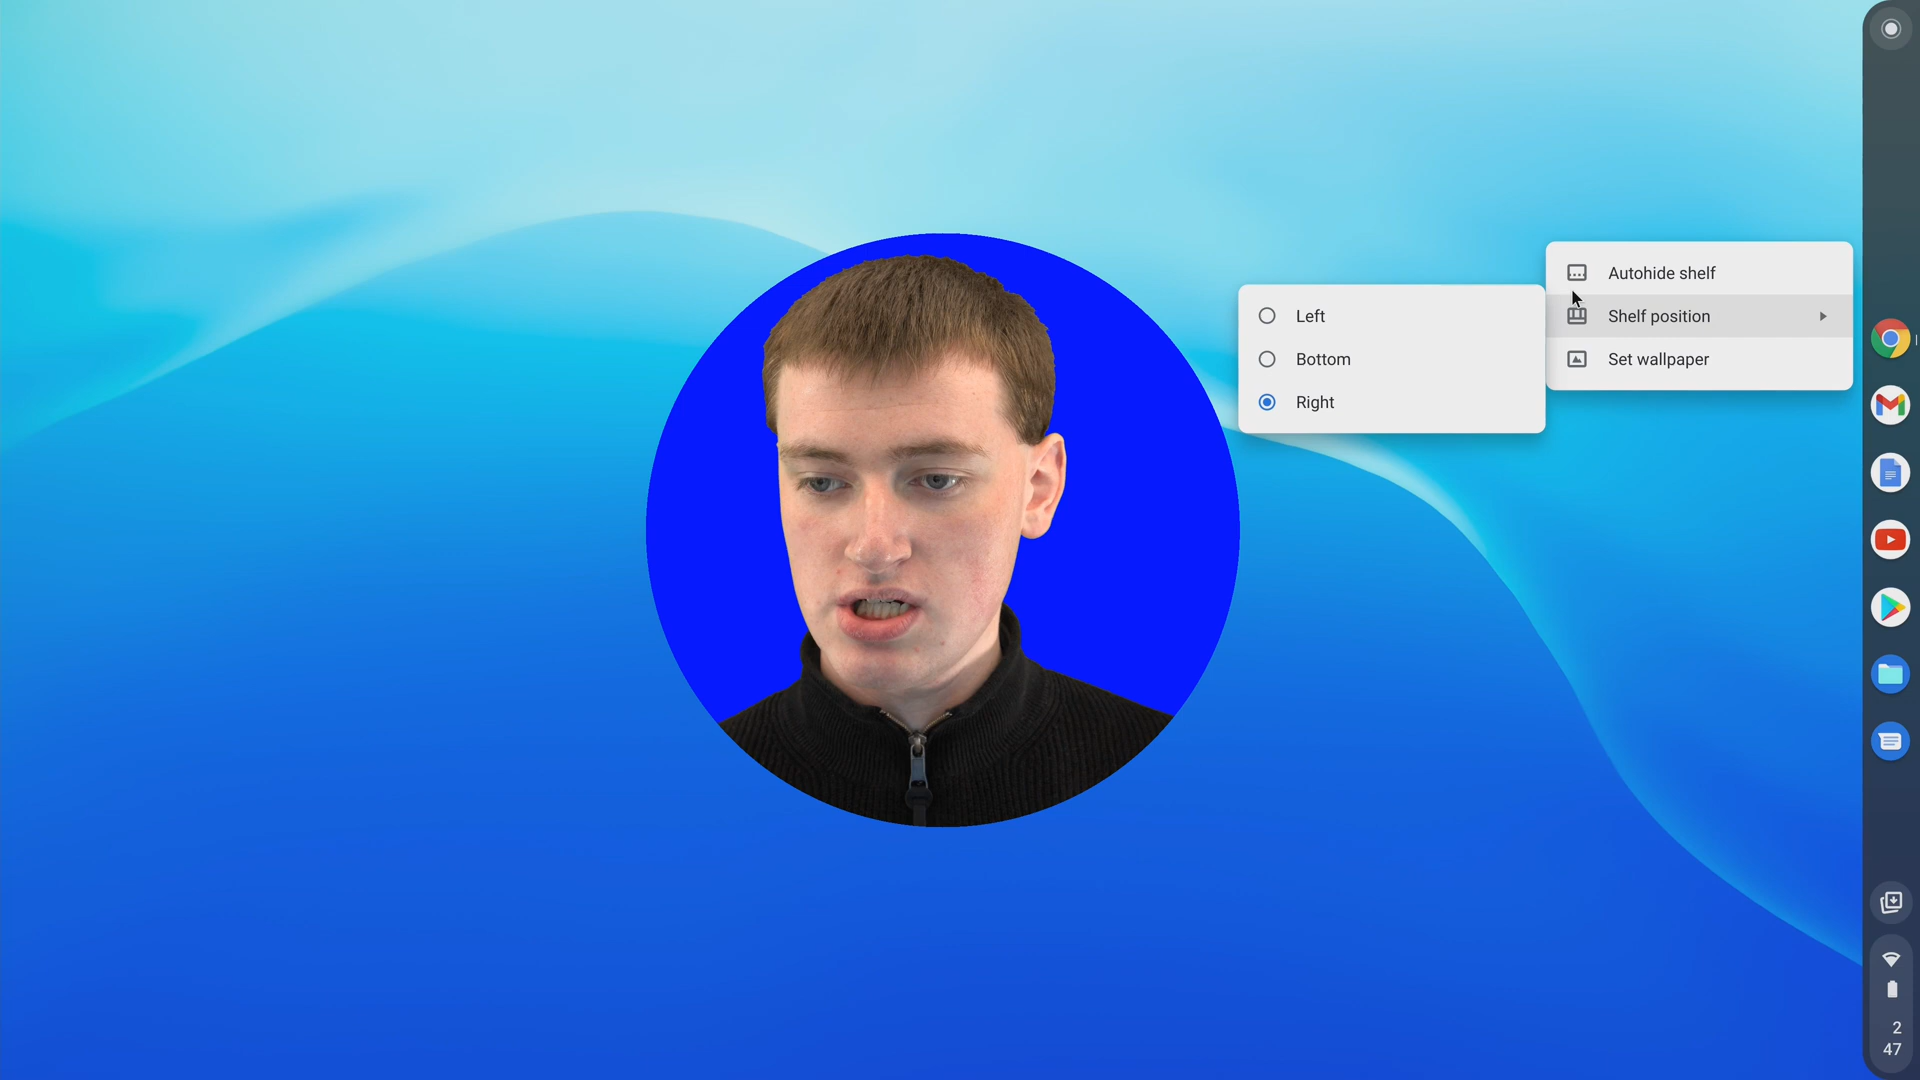 Autohide shelf
Shelf position
Set wallpaper
Left
Bottom
Right
2
47